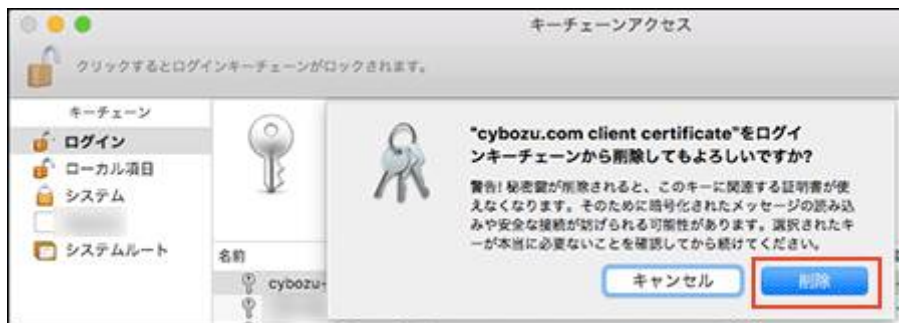 キーチェーンアクセス
クリックするとログインキーチェーンがロックされます。
キーチェーン
ログイン
ローカル項目
システム
システムルート
名前
cybozu-
"cybozu.com client certificate"をログイ
ンキーチェーンから削除してもよろしいですか?
警告! 秘密鍵が削除されると、このキーに関連する証明書が使
えなくなります。そのために暗号化されたメッセージの読み込
みや安全な接続が妨げられる可能性があります。選択されたキ
ーが本当に必要ないことを確認してから続けてください。
キャンセル
削除